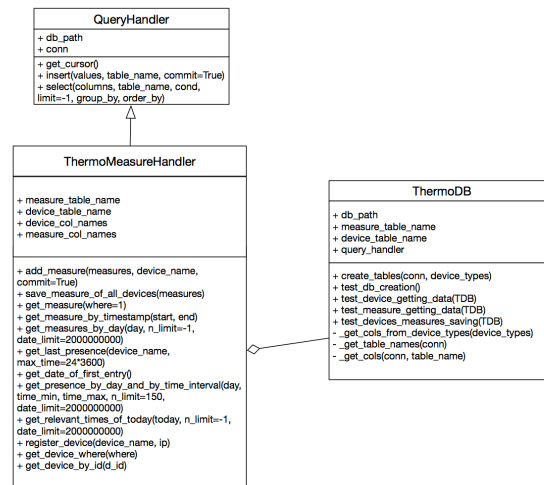 QueryHandler
+ db_path
+ conn
+ get_cursor()
+ insert(values, table_name, commit=True)
+ select(columns, table_name, cond,
limit=-1, group_by, order_by)
ThermoMeasureHandler
+ measure_table_name
+ device_table_name
+ device_col_names
+ measure_col_names
+ add_measure(measures, device_name,
commit=True)
+ save_measure_of_all_devices(measures)
+ get_measure(where=1)
+ get_measure_by_timestamp(start, end)
+ get_measures_by_day(day, n_limit=-1,
date_limit=2000000000)
+ get_last_presence(device_name,
max_time=24*3600)
+ get_date_of_first_entry()
+ get_presence_by_day_and_by_time_interval(day,
time_min, time_max, n_limit=150,
date_limit=2000000000)
+ get_relevant_times_of_today(today, n_limit=-1,
date_limit=2000000000)
+ register_device(device_name, ip)
+ get_device_where(where)
+ get_device_by_id(d_id)
ThermoDB
+ db_path
+ measure_table_name
+ device_table_name
+ query_handler
+ create_tables(conn, device_types)
+ test_db_creation()
+ test_device_getting_data(TDB)
+ test_measure_getting_data(TDB)
+ test_devices_measures_saving(TDB)
- _get_cols_from_device_types(device_types)
- _get_table_names(conn)
- _get_cols(conn, table_name)